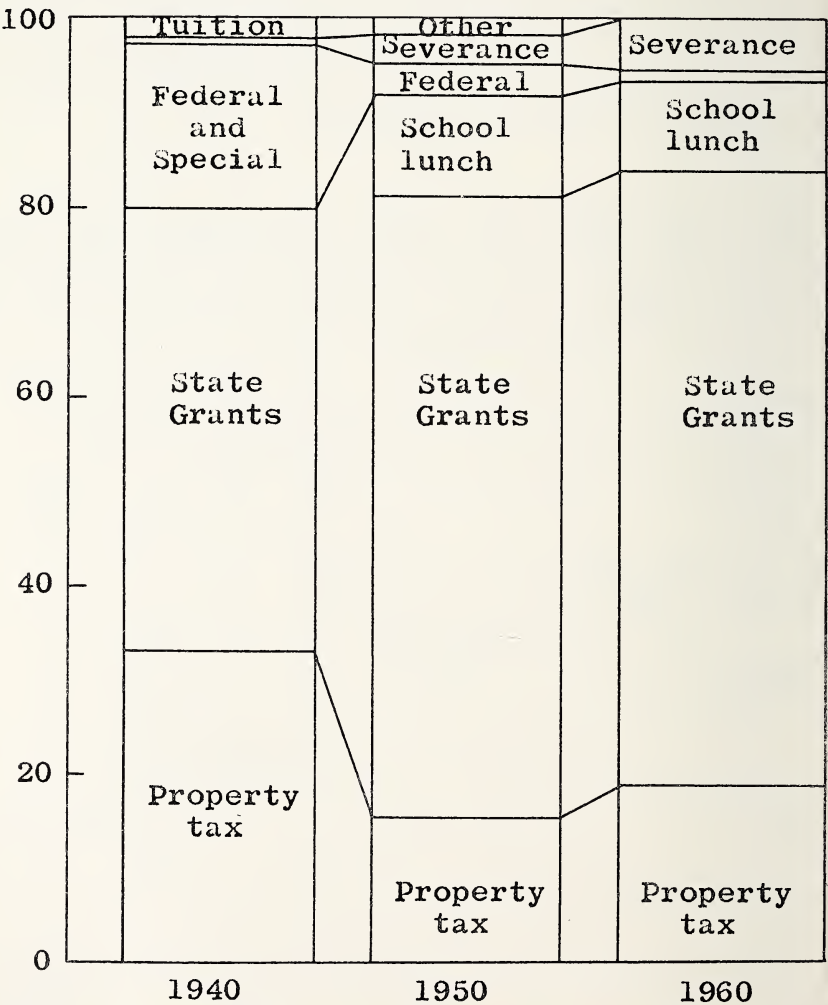 100
80
60
40
20
0
Tuition
Federal
and
Special
State
Grants
Property
tax
1940
Other
Severance
Federal
School
lunch
State
Grants
Property
tax
1950
Severance
School
lunch
State
Grants
Property
tax
1960